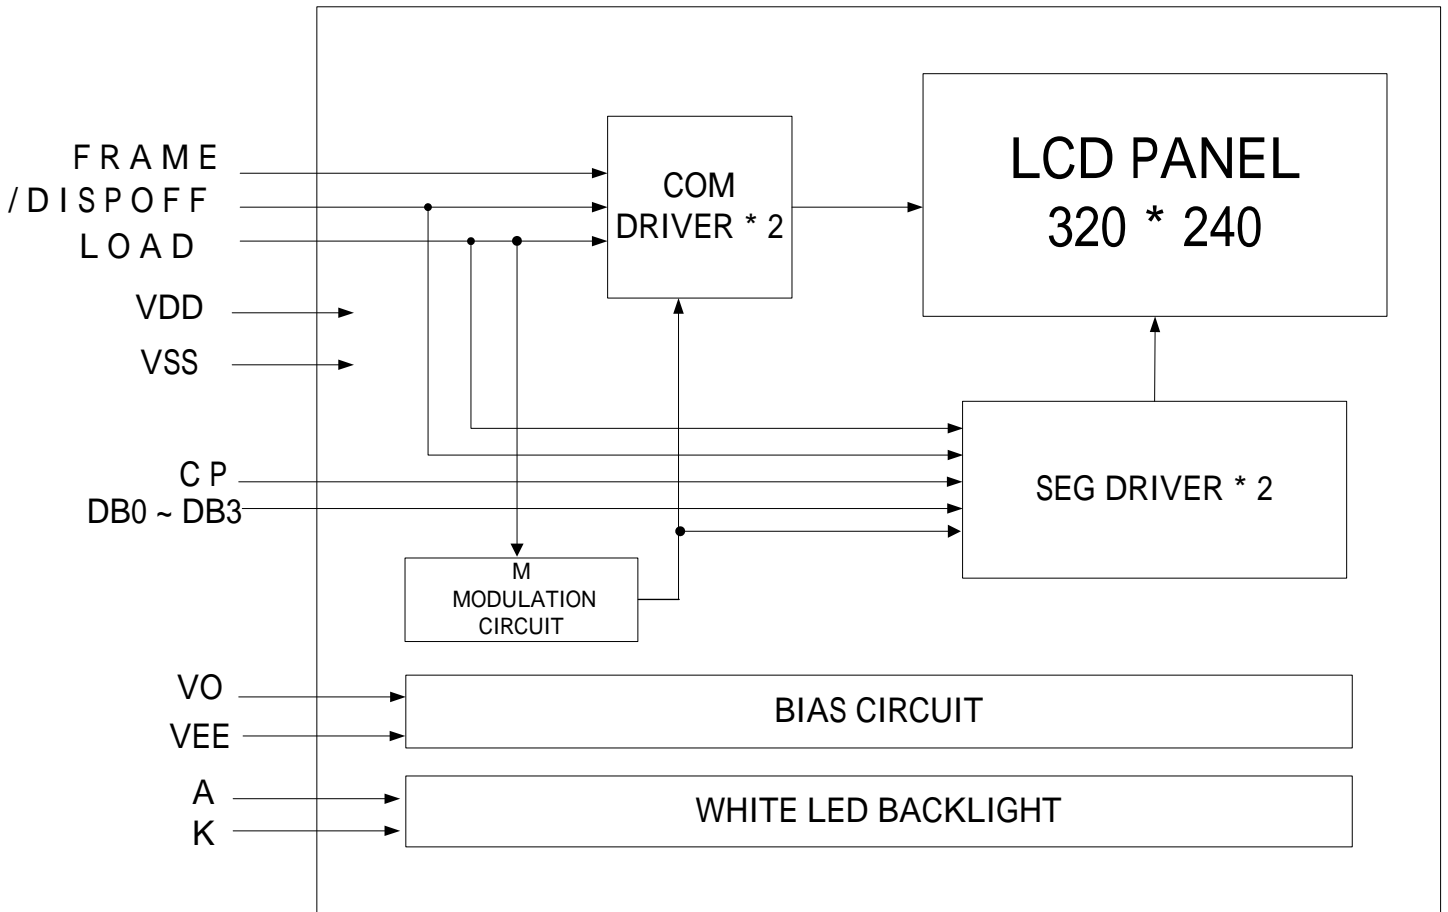 FRAME
/DISPOFF
LOAD
VDD
VSS
CP
DB0 ~ DB3
VO
VEE
A
K
COM
DRIVER * 2
LCD PANEL
320 * 240
SEG DRIVER * 2
M
MODULATION
CIRCUIT
BIAS CIRCUIT
WHITE LED BACKLIGHT